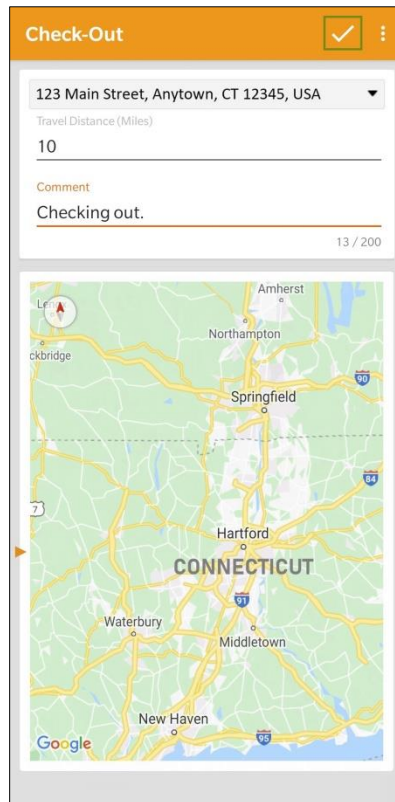 Check-Out
123 Main Street, Anytown, CT 12345, USA
Travel Distance (Miles)
10
Comment
Checking out.
13 / 200
Amherst
Northampton
ckbridge
90
Springfield
84
7
Hartford
CONNECTICUT
91
Waterbury
Middletown
New Haven
Google
95